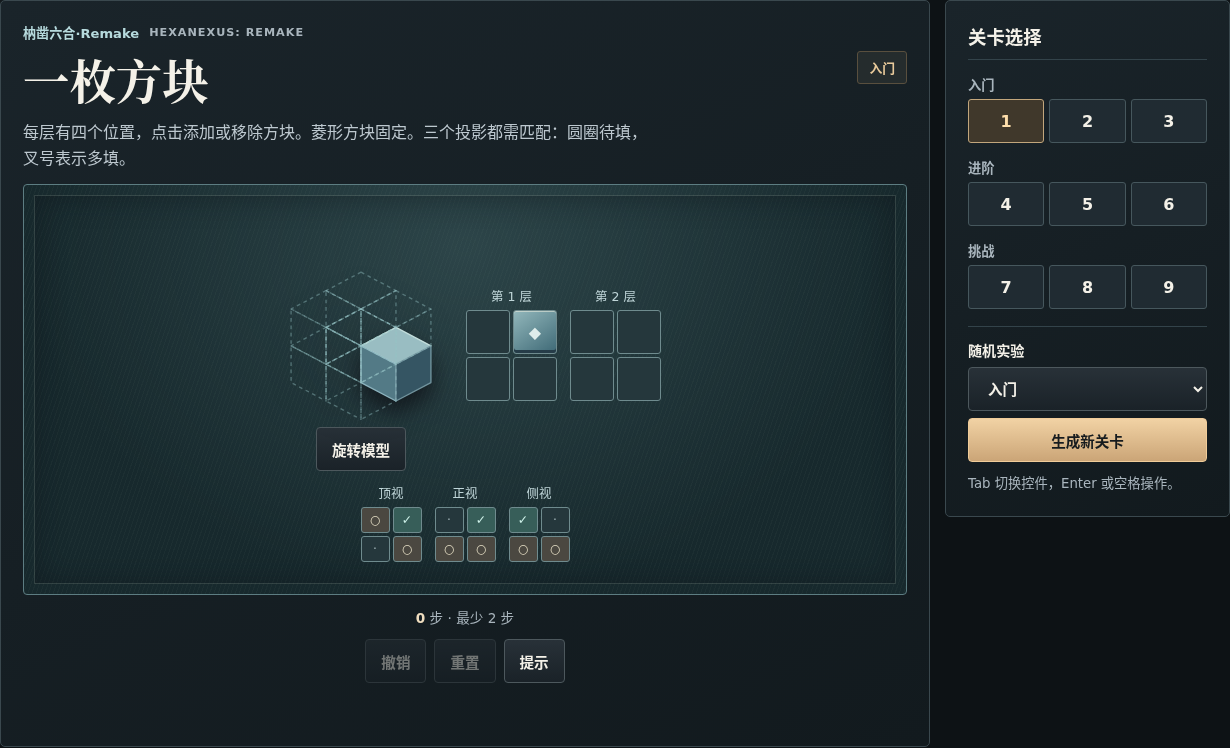 枘凿六合·Remake HEXANEXUS: REMAKE
一枚方块
入门
每层有四个位置，点击添加或移除方块。菱形方块固定。三个投影都需匹配：圆圈待填，
叉号表示多填。
第 1 层 第 2 层
◆
旋转模型
顶视 正视 侧视
○ ✓ · ✓ ✓ ·
· ○ ○ ○ ○ ○
0 步 · 最少 2 步
撤销 重置 提示
关卡选择
入门
1 2 3
进阶
4 5 6
挑战
7 8 9
随机实验
入门
生成新关卡
Tab 切换控件，Enter 或空格操作。